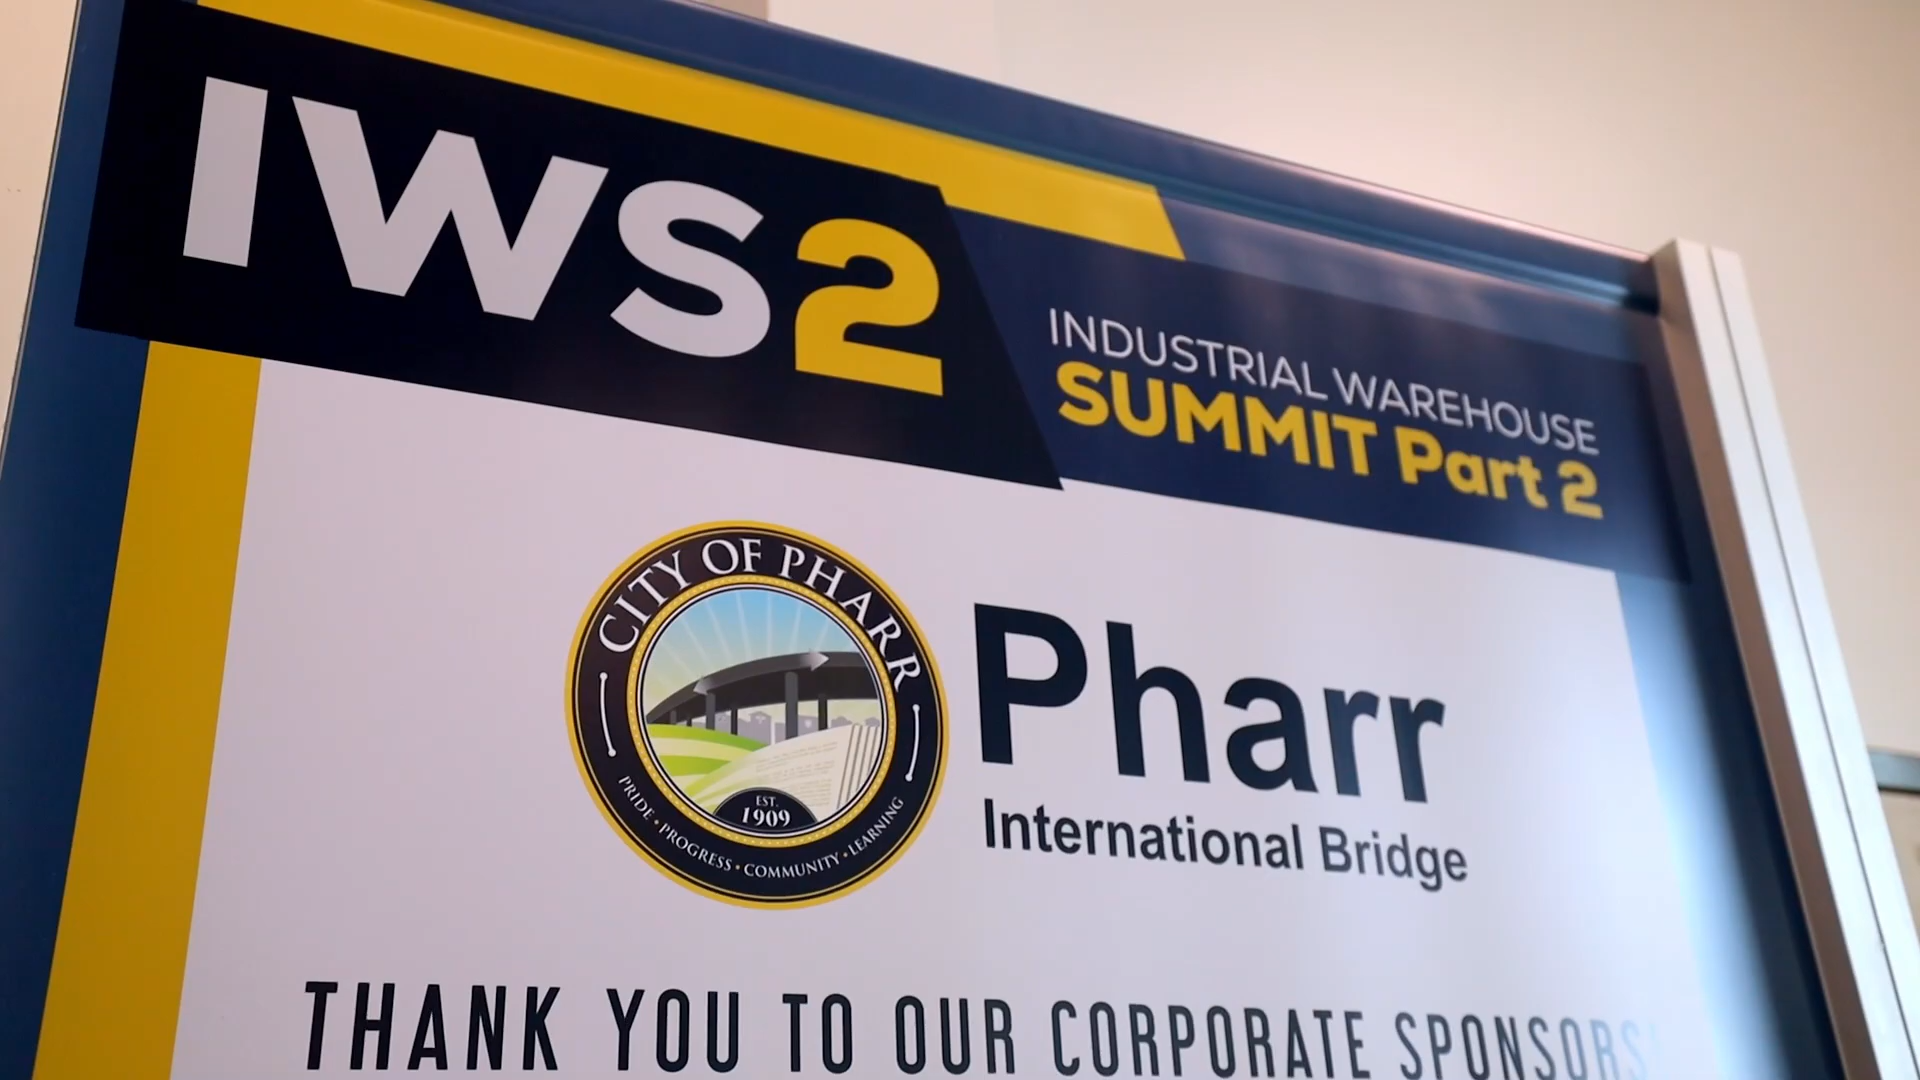 IWS2
INDUSTRIAL WAREHOUSE
SUMMIT Part 2
CITY OF PHARR
EST.
1909
PRIDE • PROGRESS • COMMUNITY • LEARNING
Pharr
International Bridge
THANK YOU TO OUR CORPORATE SPONSORS